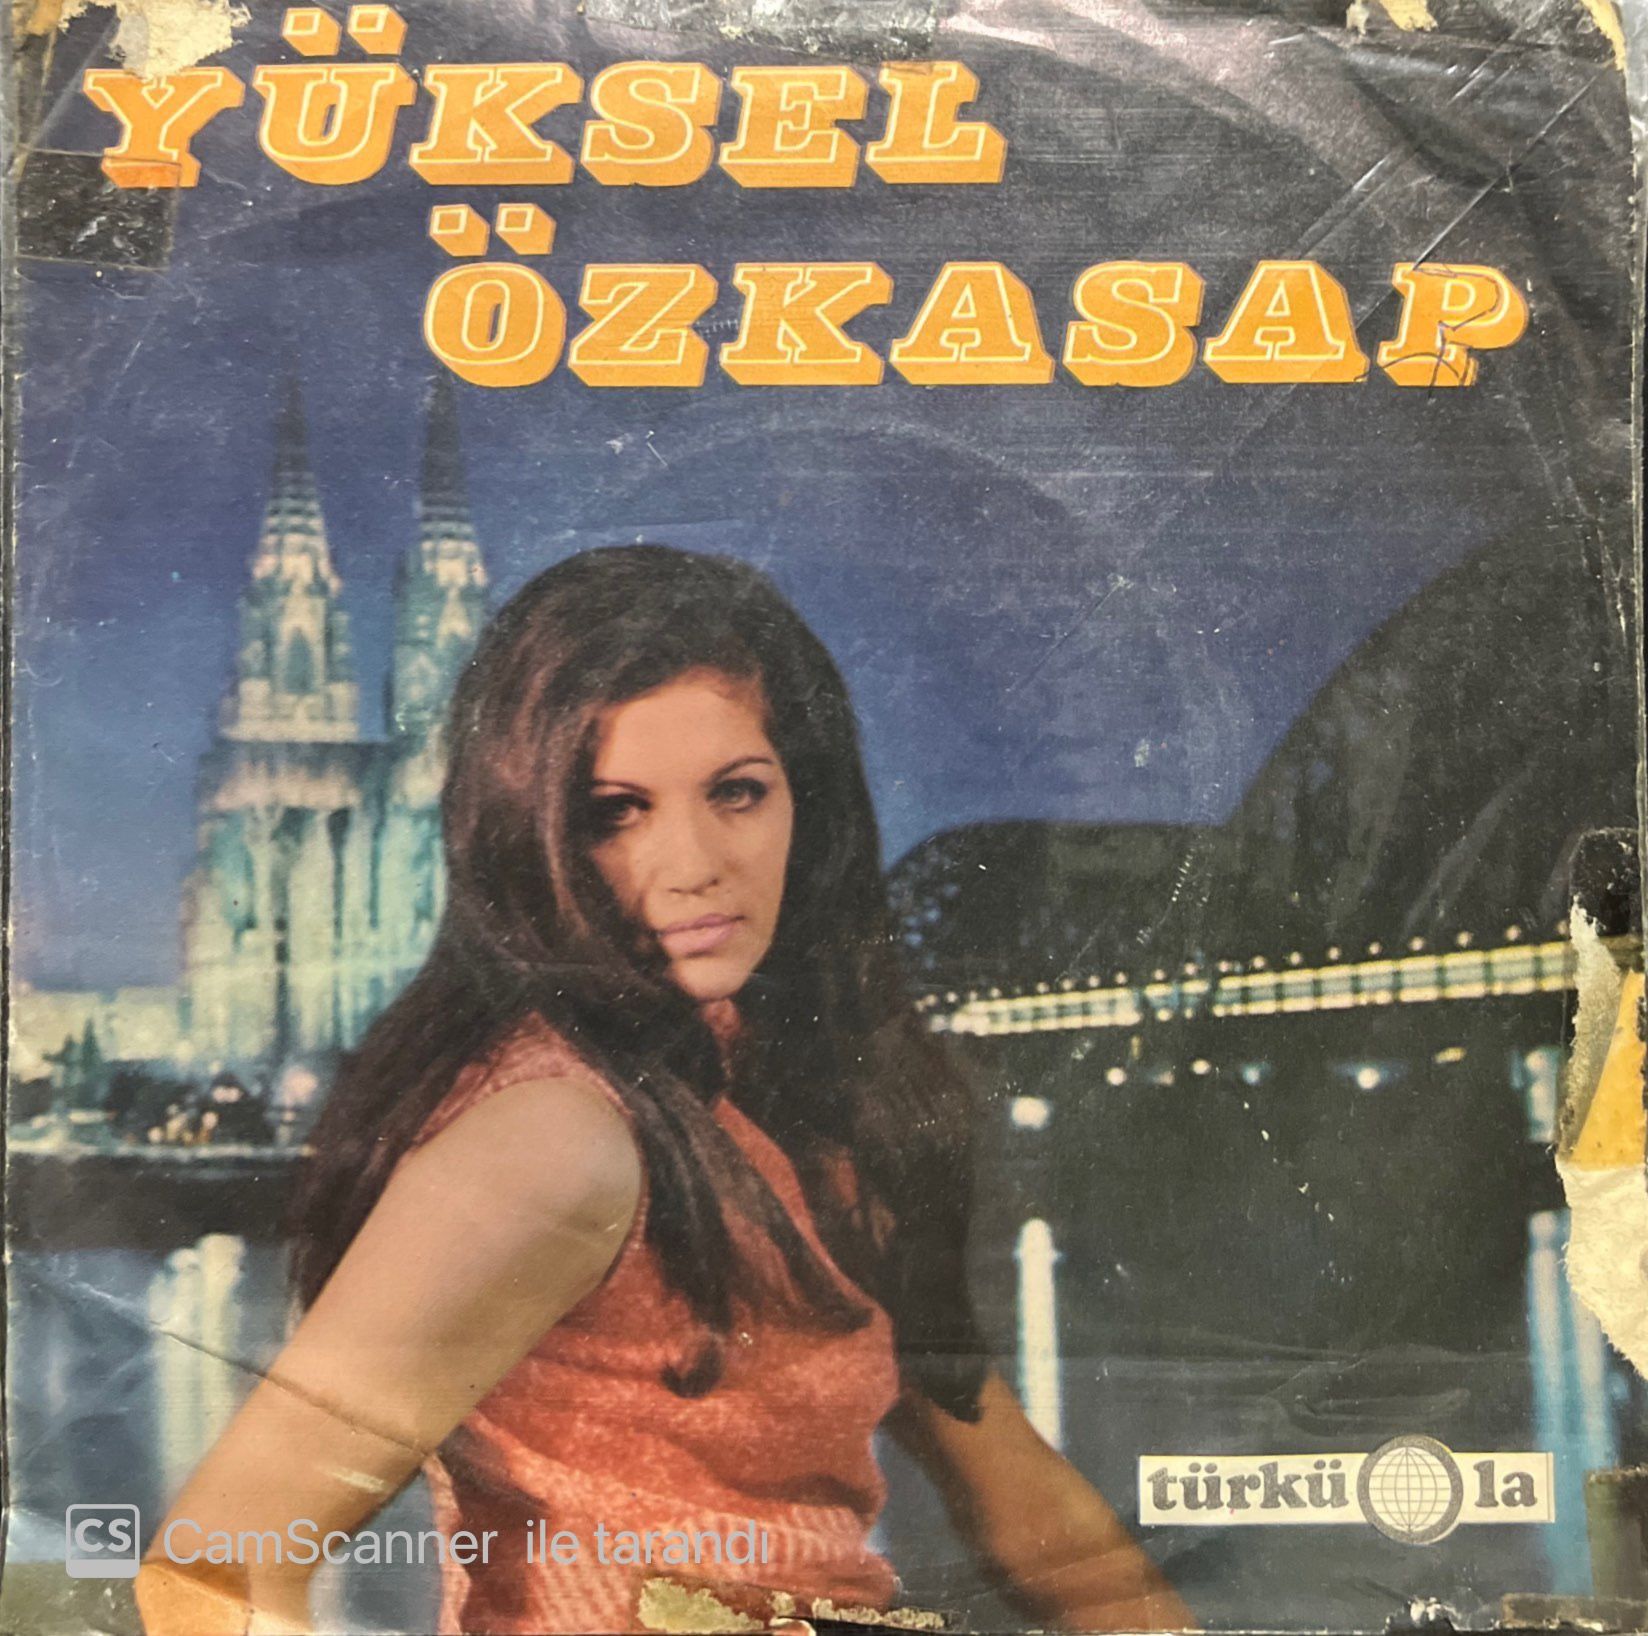 YÜKSEL
ÖZKASAP
türkü la
CS CamScanner ile tarandı